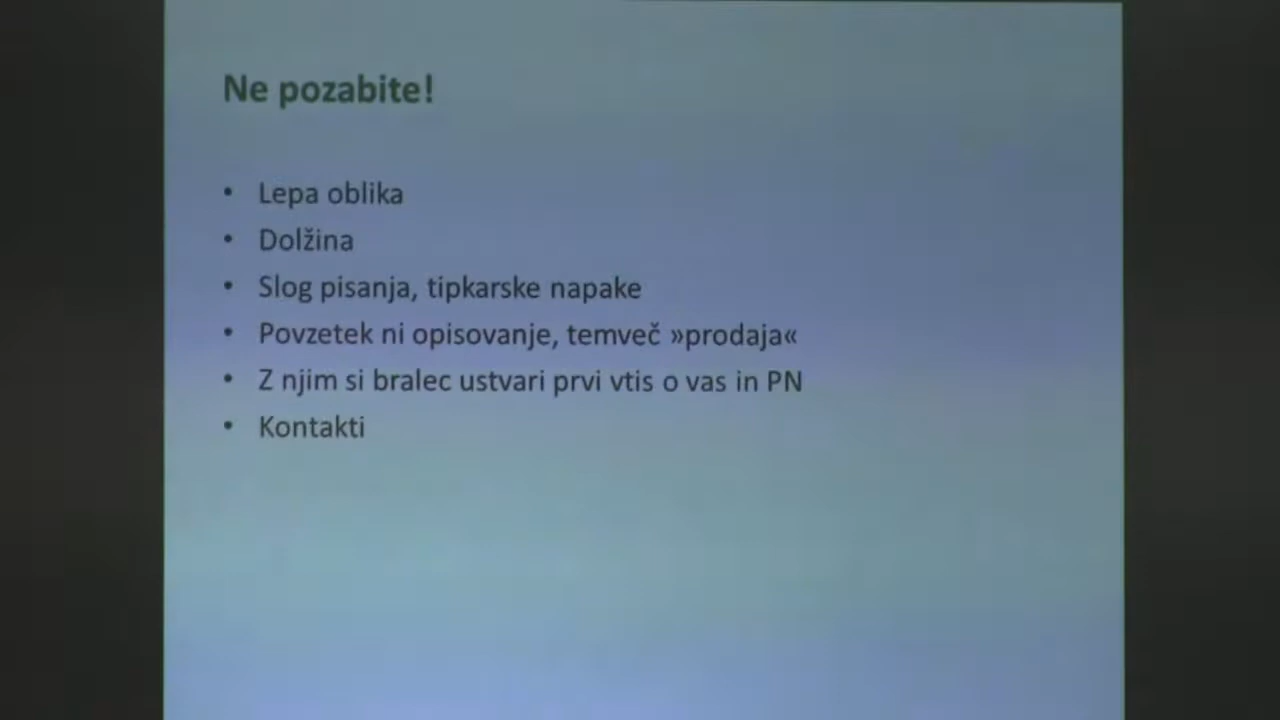 Ne pozabite!
• Lepa oblika
• Dolžina
• Slog pisanja, tipkarske napake
• Povzetek ni opisovanje, temveč »prodaja«
• Z njim si bralec ustvari prvi vtis o vas in PN
• Kontakti